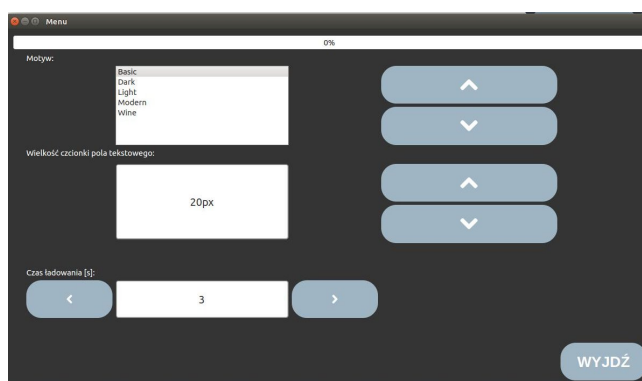 Menu
0%
Motyw:
Basic
Dark
Light
Modern
Wine
Wielkość czcionki pola tekstowego:
20px
Czas ładowania [s]:
3
WYJDŹ